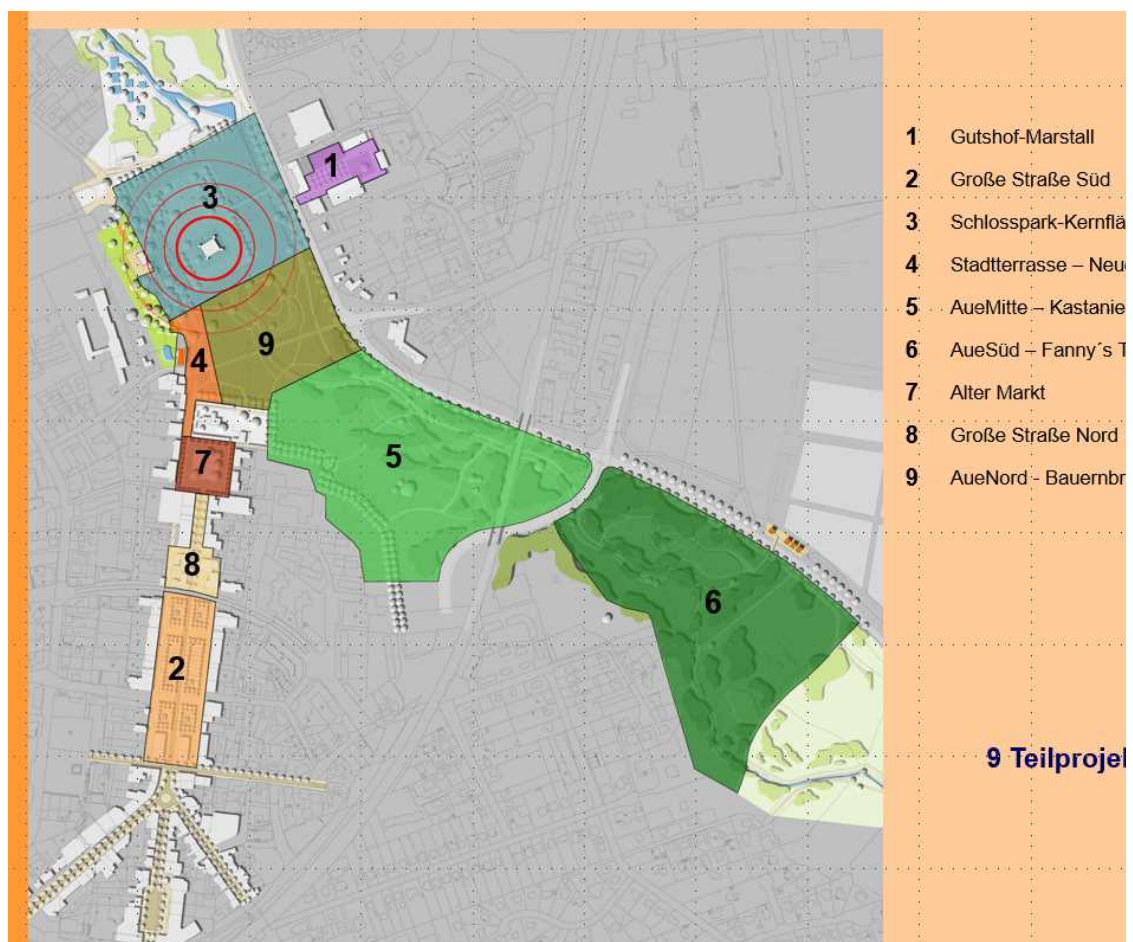 1 Gutshof-Marstall
2 Große Straße Süd
3 Schlosspark-Kernflä
4 Stadtterrasse – Neu
5 AueMitte – Kastanie
6 AueSüd – Fanny´s T
7 Alter Markt
8 Große Straße Nord
9 AueNord - Bauernbr
9 Teilprojek
1
3
9
4
5
7
8
6
2